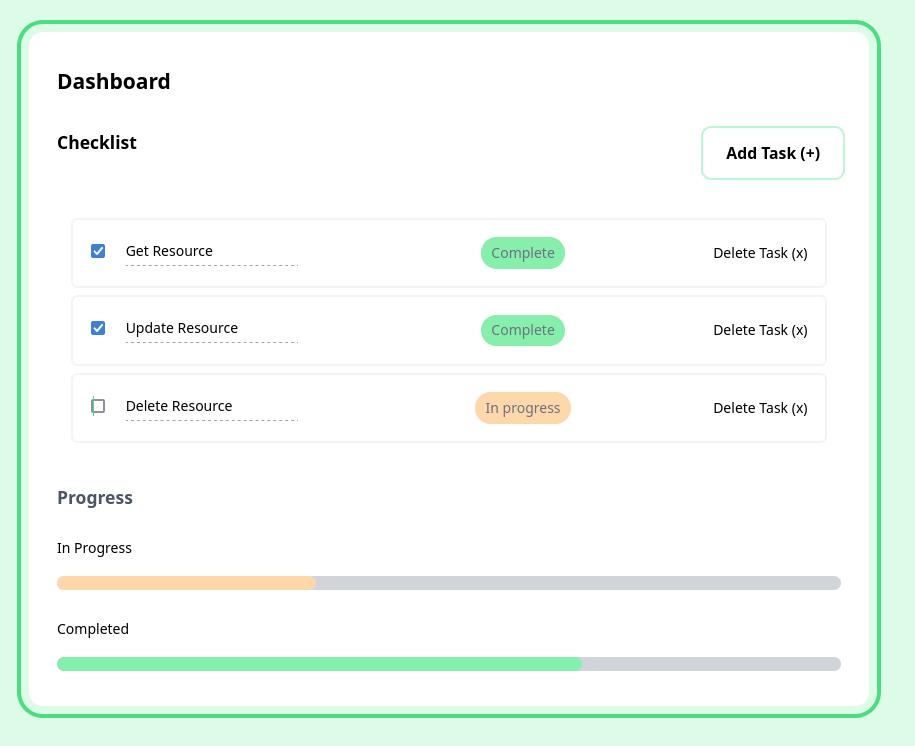 Dashboard
Checklist
Add Task (+)
Get Resource
Complete
Delete Task (x)
Update Resource
Complete
Delete Task (x)
Delete Resource
In progress
Delete Task (x)
Progress
In Progress
Completed